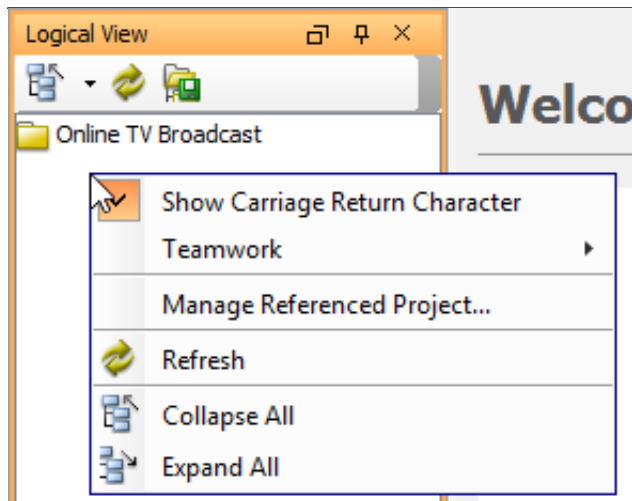 Logical View
Welco
Online TV Broadcast
Show Carriage Return Character
Teamwork
Manage Referenced Project...
Refresh
Collapse All
Expand All